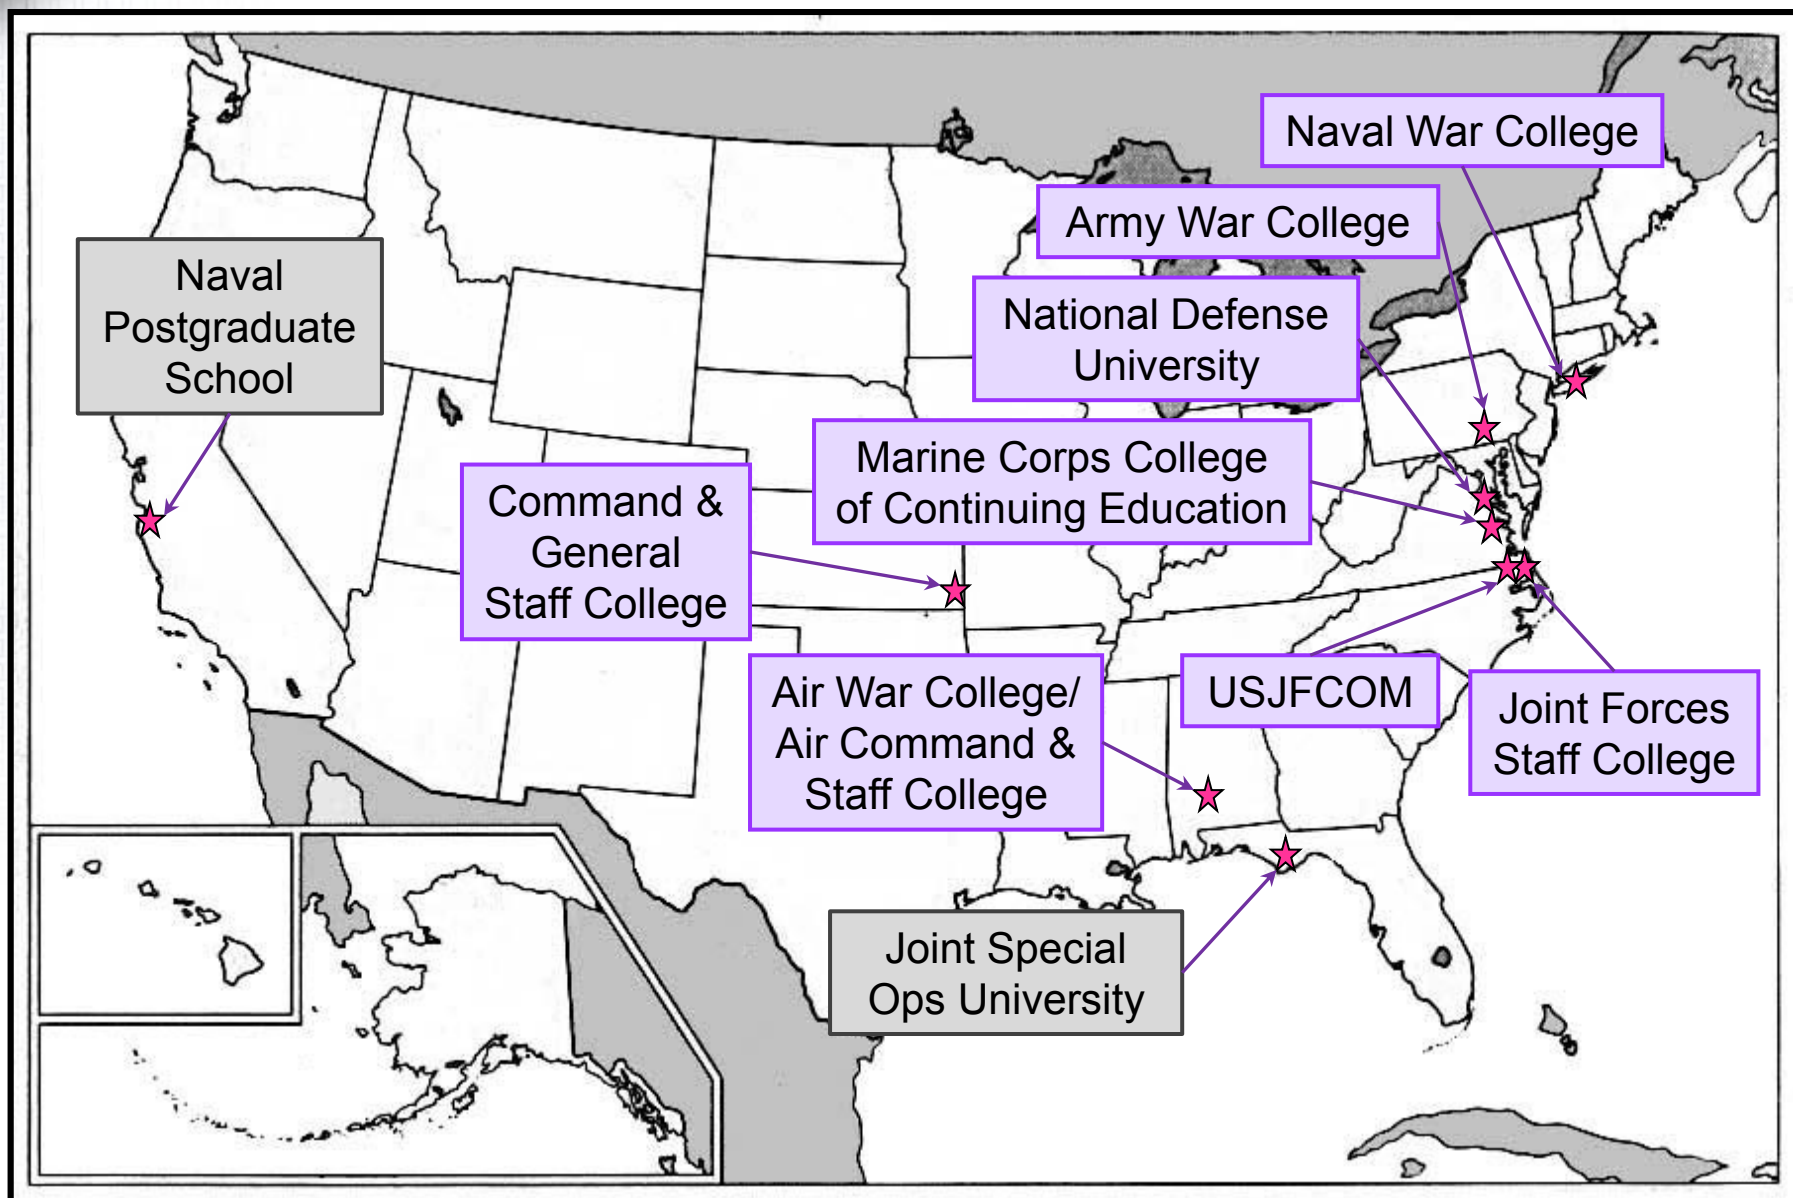 Naval War College
Army War College
Naval
Postgraduate
School
National Defense
University
Marine Corps College
of Continuing Education
Command &
General
Staff College
Air War College/
Air Command &
Staff College
USJFCOM
Joint Forces
Staff College
Joint Special
Ops University